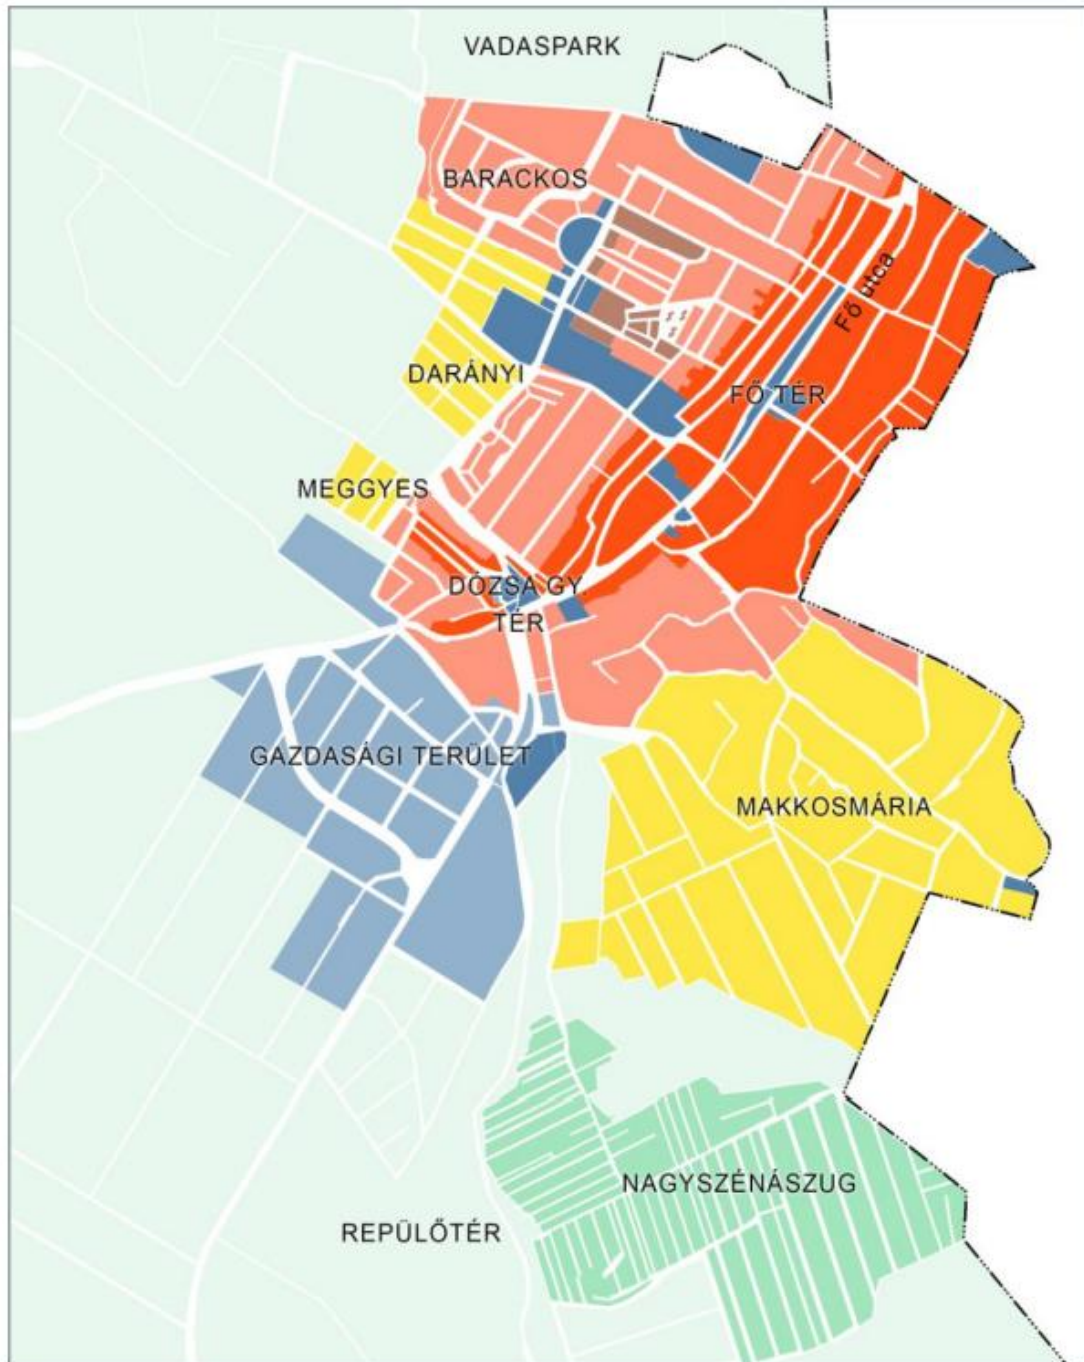 VADASPARK
BARACKOS
Fő utca
DARÁNYI
FŐ TÉR
MEGGYES
DÓZSA GY.
TÉR
GAZDASÁGI TERÜLET
MAKKOSMÁRIA
NAGYSZÉNÁSZUG
REPÜLŐTÉR